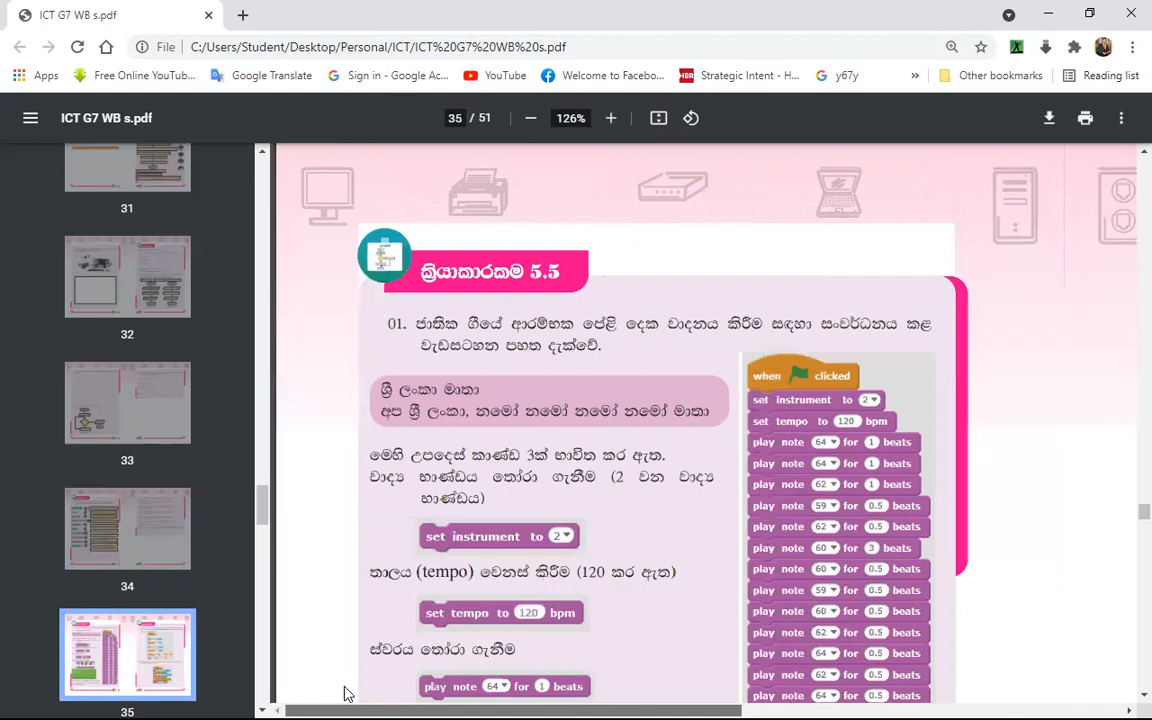 ICT G7 WB s.pdf
File C:/Users/Student/Desktop/Personal/ICT/ICT%20G7%20WB%20s.pdf
Apps Free Online YouTub... Google Translate Sign in - Google Ac... YouTube Welcome to Facebo... HBR Strategic Intent - H... y67y » Other bookmarks Reading list
ICT G7 WB s.pdf 35 / 51 126%
31
32
33
34
35
ක්‍රියාකාරකම 5.5
01. ජාතික ගීයේ ආරම්භක පේළි දෙක වාදනය කිරීම සඳහා සංවර්ධනය කළ
වැඩසටහන පහත දැක්වේ.
ශ්‍රී ලංකා මාතා
අප ශ්‍රී ලංකා, නමෝ නමෝ නමෝ නමෝ මාතා
මෙහි උපදෙස් කාණ්ඩ 3ක් භාවිත කර ඇත.
වාද්‍ය භාණ්ඩය තෝරා ගැනීම (2 වන වාද්‍ය
භාණ්ඩය)
set instrument to 2
තාලය (tempo) වෙනස් කිරීම (120 කර ඇත)
set tempo to 120 bpm
ස්වරය තෝරා ගැනීම
play note 64 for 1 beats
when clicked
set instrument to 2
set tempo to 120 bpm
play note 64 for 1 beats
play note 64 for 1 beats
play note 62 for 1 beats
play note 59 for 0.5 beats
play note 62 for 0.5 beats
play note 60 for 3 beats
play note 60 for 0.5 beats
play note 59 for 0.5 beats
play note 60 for 0.5 beats
play note 62 for 0.5 beats
play note 64 for 0.5 beats
play note 62 for 0.5 beats
play note 64 for 0.5 beats